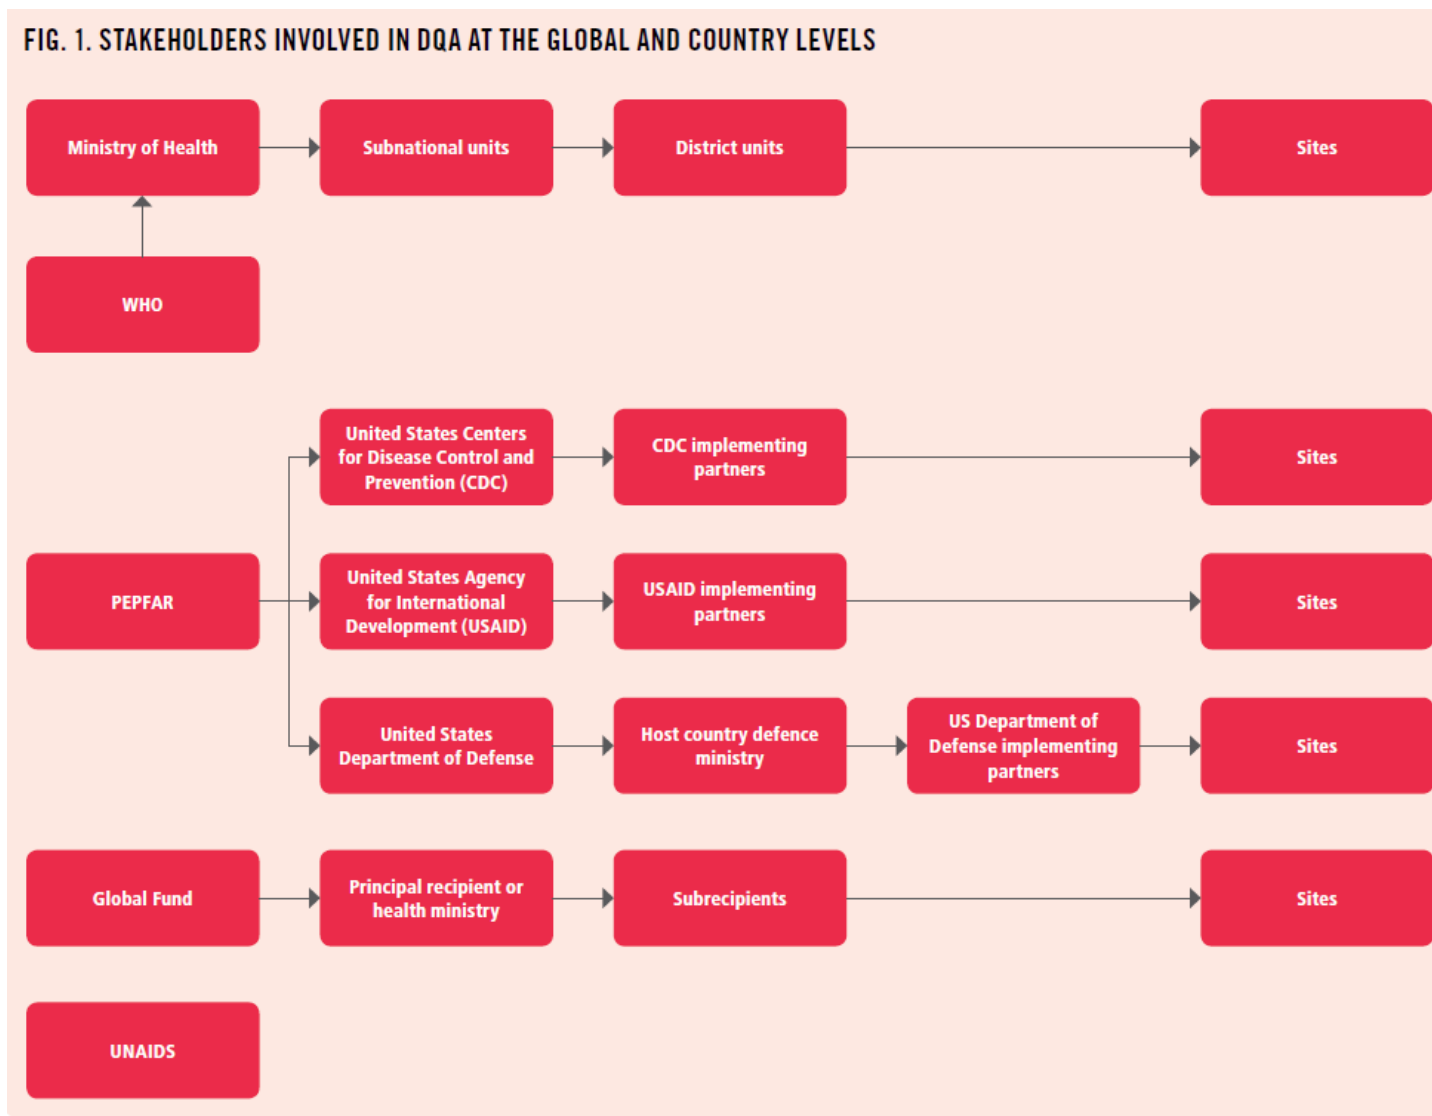 FIG. 1. STAKEHOLDERS INVOLVED IN DQA AT THE GLOBAL AND COUNTRY LEVELS
Ministry of Health
Subnational units
District units
Sites
WHO
United States Centers
for Disease Control and
Prevention (CDC)
CDC implementing
partners
Sites
PEPFAR
United States Agency
for International
Development (USAID)
USAID implementing
partners
Sites
United States
Department of Defense
Host country defence
ministry
US Department of
Defense implementing
partners
Sites
Global Fund
Principal recipient or
health ministry
Subrecipients
Sites
UNAIDS